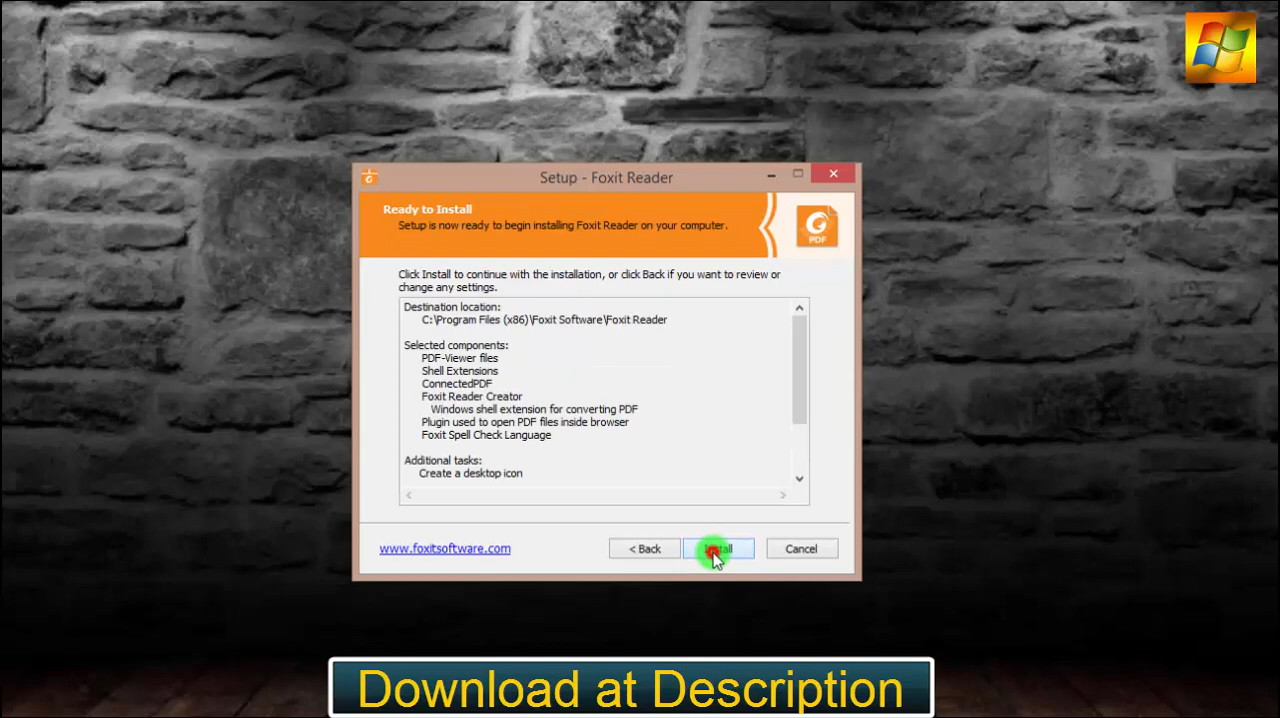 Setup - Foxit Reader
Ready to Install
Setup is now ready to begin installing Foxit Reader on your computer.
PDF
Click Install to continue with the installation, or click Back if you want to review or
change any settings.
Destination location:
C:\Program Files (x86)\Foxit Software\Foxit Reader
Selected components:
PDF-Viewer files
Shell Extensions
ConnectedPDF
Foxit Reader Creator
Windows shell extension for converting PDF
Plugin used to open PDF files inside browser
Foxit Spell Check Language
Additional tasks:
Create a desktop icon
www.foxitsoftware.com
< Back
Install
Cancel
Download at Description